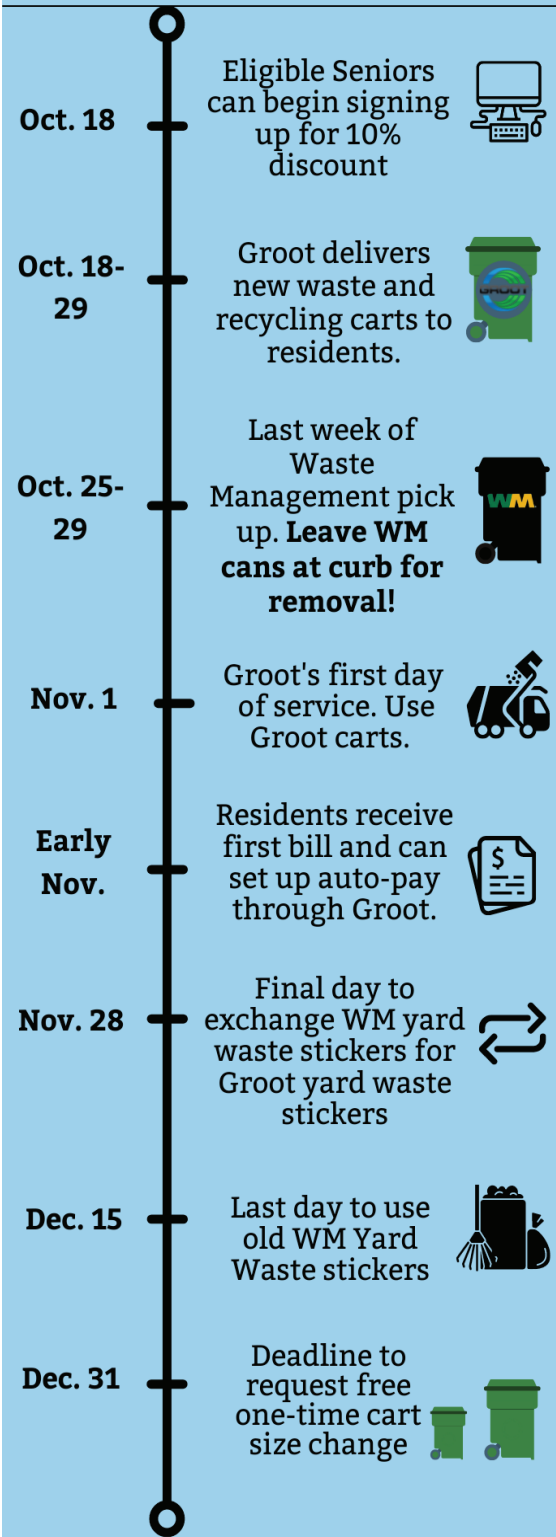 Oct. 18
Eligible Seniors
can begin signing
up for 10%
discount
Oct. 18-
29
Groot delivers
new waste and
recycling carts to
residents.
GROOT
Oct. 25-
29
Last week of
Waste
Management pick
up. Leave WM
cans at curb for
removal!
WM
Nov. 1
Groot's first day
of service. Use
Groot carts.
Early
Nov.
Residents receive
first bill and can
set up auto-pay
through Groot.
$
Nov. 28
Final day to
exchange WM yard
waste stickers for
Groot yard waste
stickers
Dec. 15
Last day to use
old WM Yard
Waste stickers
Dec. 31
Deadline to
request free
one-time cart
size change